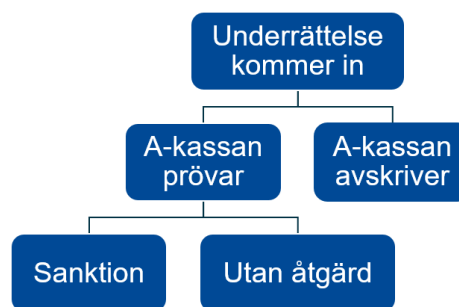 Underrättelse
kommer in
A-kassan
prövar
A-kassan
avskriver
Sanktion
Utan åtgärd